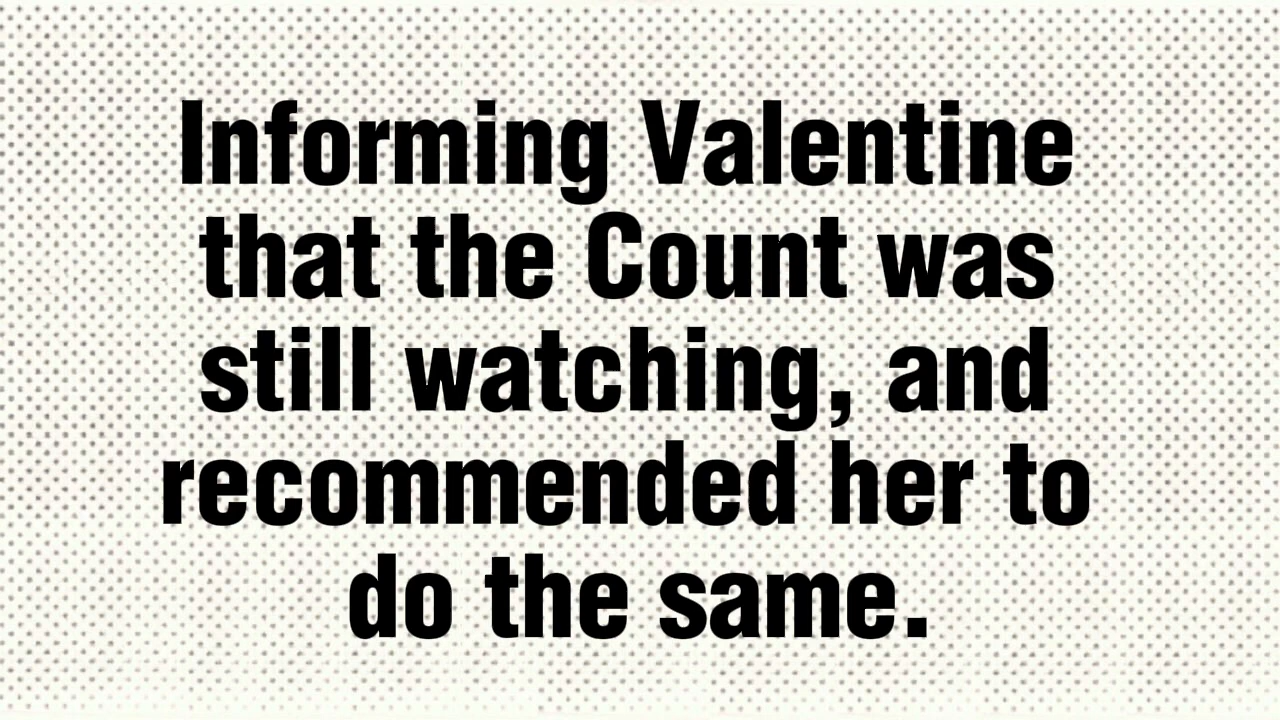 Informing Valentine
that the Count was
still watching, and
recommended her to
do the same.